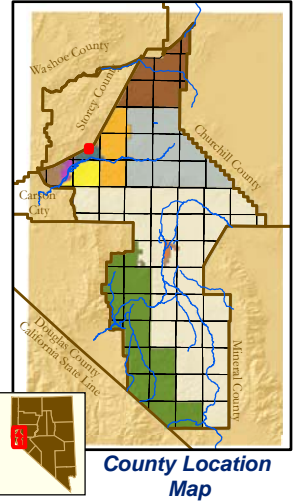 Washoe County
Storey County
Churchill County
Carson
City
Douglas County
California State Line
Mineral County
County Location
Map